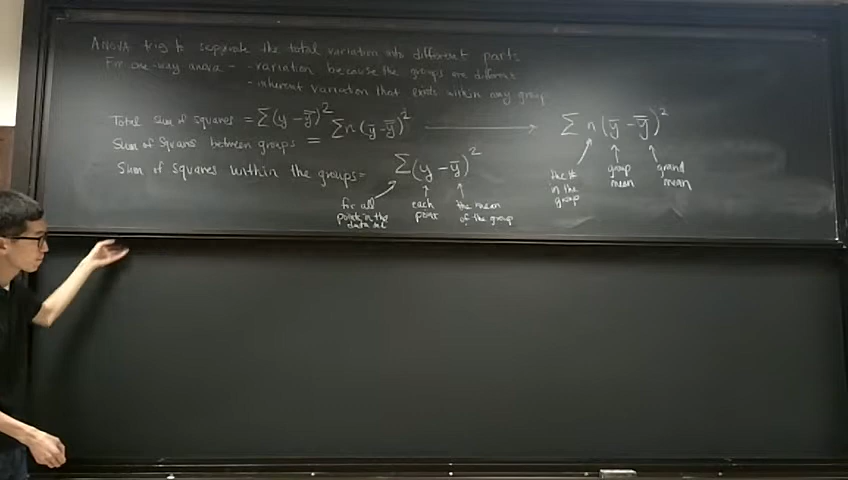 ANOVA tries to separate the total variation into different parts
For one-way anova - - variation because the groups are different
- inherent variation that exists within any group
Total sum of squares = Σ(y - y̿)²
Sum of squares between groups = Σn(ȳ - y̿)² → Σ n (ȳ - y̿)²
Sum of squares within the groups = Σ(y - ȳ)²
for all points in the data set
each point
the mean of the group
the # in the group
group mean
grand mean